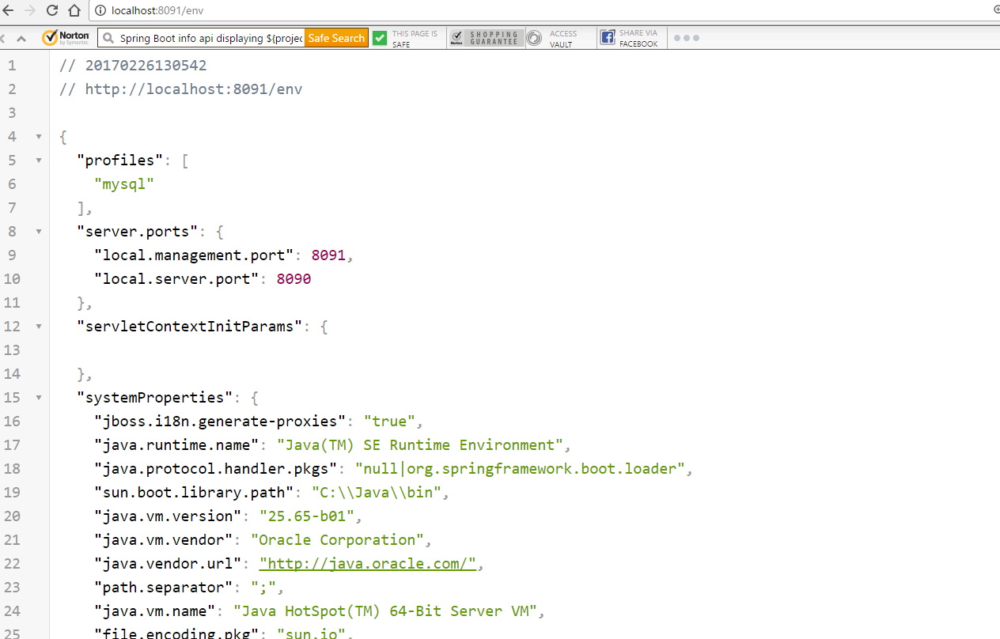 localhost:8091/env
Norton by Symantec Spring Boot info api displaying ${projec Safe Search THIS PAGE IS SAFE Norton SHOPPING GUARANTEE ACCESS VAULT SHARE VIA FACEBOOK
1 // 20170226130542
2 // http://localhost:8091/env
3
4 {
5 "profiles": [
6 "mysql"
7 ],
8 "server.ports": {
9 "local.management.port": 8091,
10 "local.server.port": 8090
11 },
12 "servletContextInitParams": {
13
14 },
15 "systemProperties": {
16 "jboss.i18n.generate-proxies": "true",
17 "java.runtime.name": "Java(TM) SE Runtime Environment",
18 "java.protocol.handler.pkgs": "null|org.springframework.boot.loader",
19 "sun.boot.library.path": "C:\\Java\\bin",
20 "java.vm.version": "25.65-b01",
21 "java.vm.vendor": "Oracle Corporation",
22 "java.vendor.url": "http://java.oracle.com/",
23 "path.separator": ";",
24 "java.vm.name": "Java HotSpot(TM) 64-Bit Server VM",
25 "file.encoding.pkg": "sun.io",